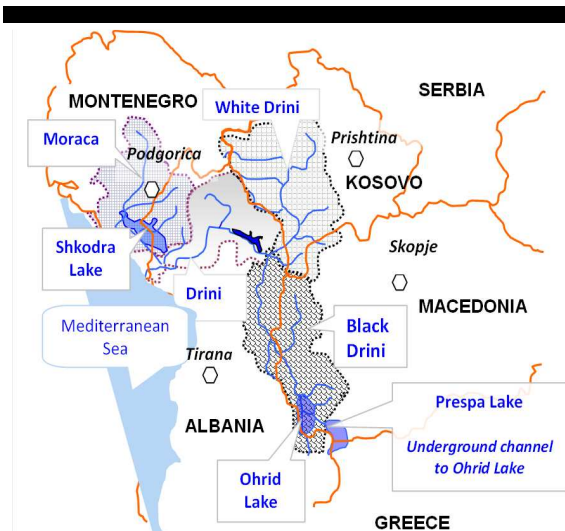 SERBIA
MONTENEGRO
White Drini
Moraca
Prishtina
Podgorica
KOSOVO
Shkodra
Lake
Skopje
Drini
MACEDONIA
Mediterranean
Sea
Black
Drini
Tirana
Prespa Lake
ALBANIA
Underground channel
to Ohrid Lake
Ohrid
Lake
GREECE